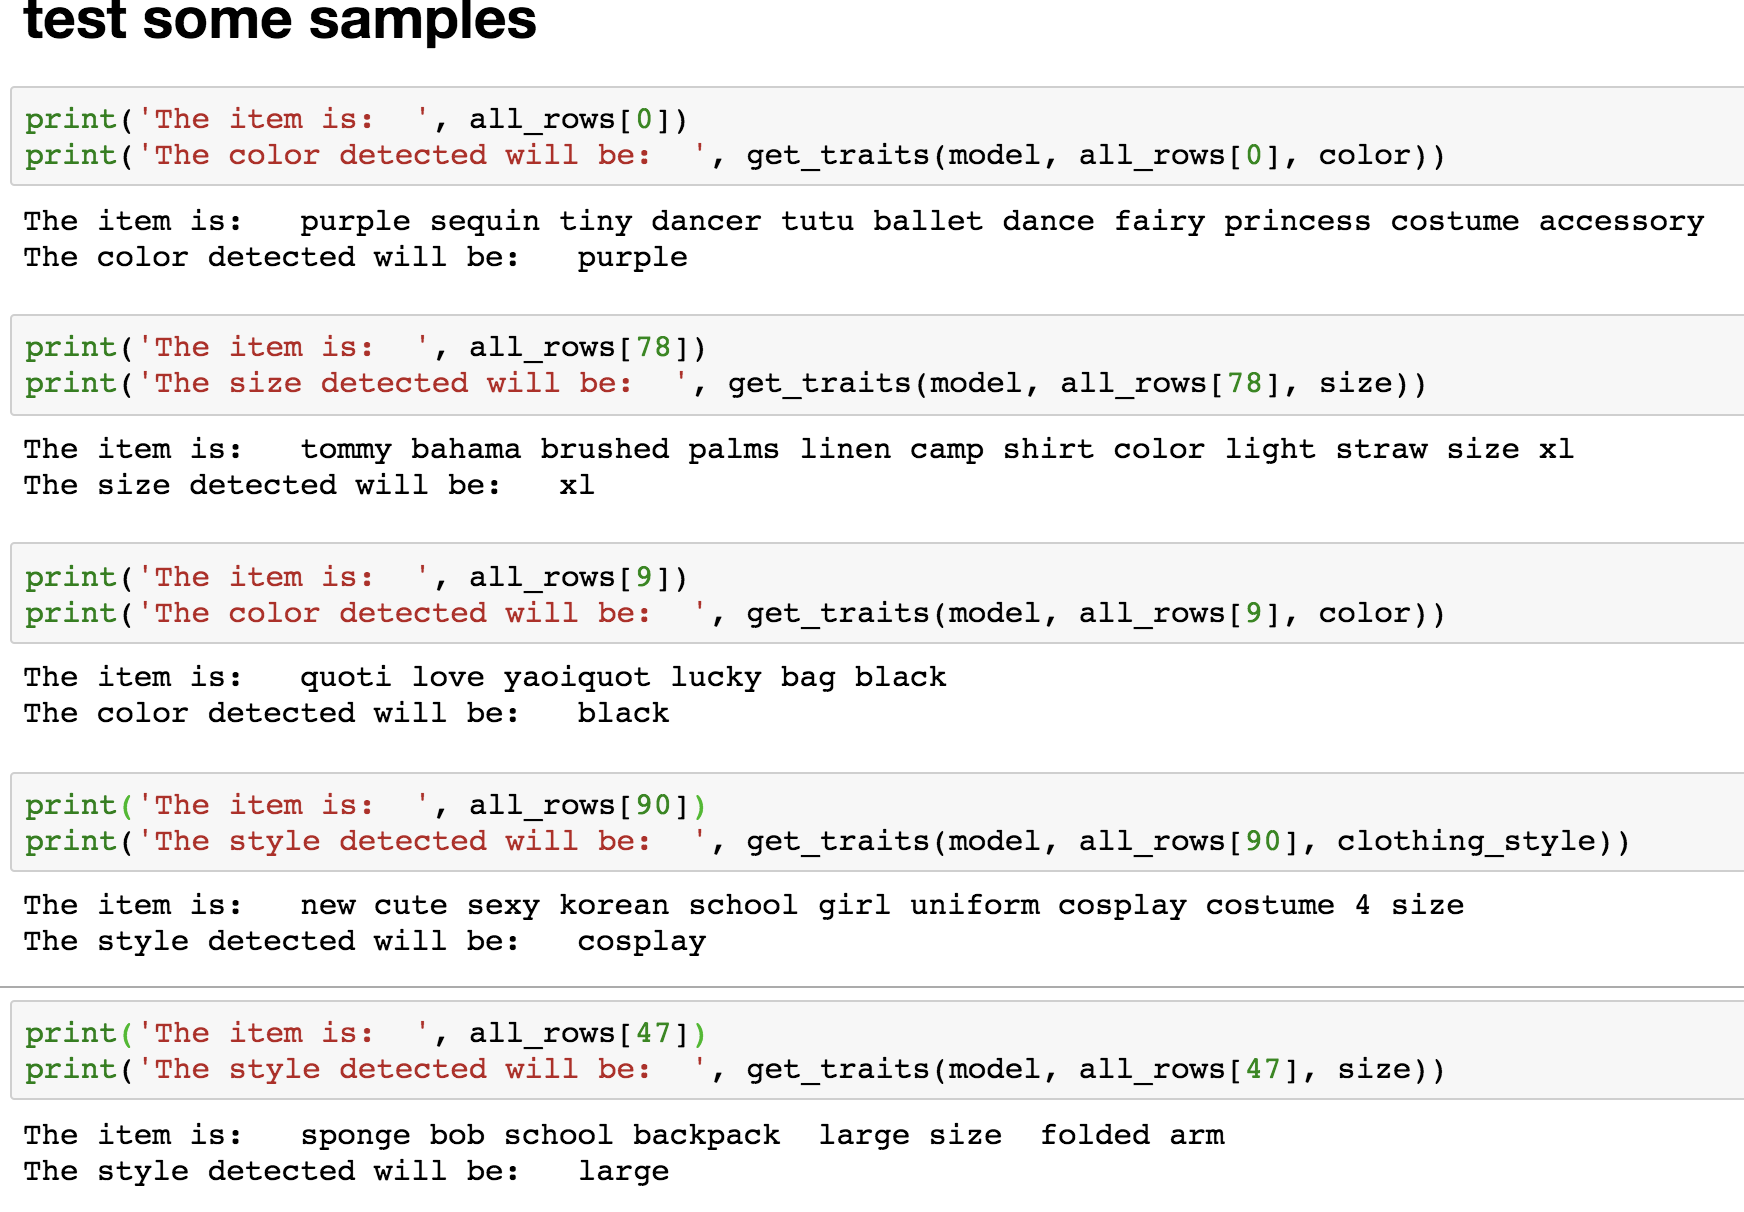 test some samples
print('The item is:  ', all_rows[0])
print('The color detected will be:  ', get_traits(model, all_rows[0], color))
The item is:   purple sequin tiny dancer tutu ballet dance fairy princess costume accessory
The color detected will be:   purple
print('The item is:  ', all_rows[78])
print('The size detected will be:  ', get_traits(model, all_rows[78], size))
The item is:   tommy bahama brushed palms linen camp shirt color light straw size xl
The size detected will be:   xl
print('The item is:  ', all_rows[9])
print('The color detected will be:  ', get_traits(model, all_rows[9], color))
The item is:   quoti love yaoiquot lucky bag black
The color detected will be:   black
print('The item is:  ', all_rows[90])
print('The style detected will be:  ', get_traits(model, all_rows[90], clothing_style))
The item is:   new cute sexy korean school girl uniform cosplay costume 4 size
The style detected will be:   cosplay
print('The item is:  ', all_rows[47])
print('The style detected will be:  ', get_traits(model, all_rows[47], size))
The item is:   sponge bob school backpack  large size  folded arm
The style detected will be:   large